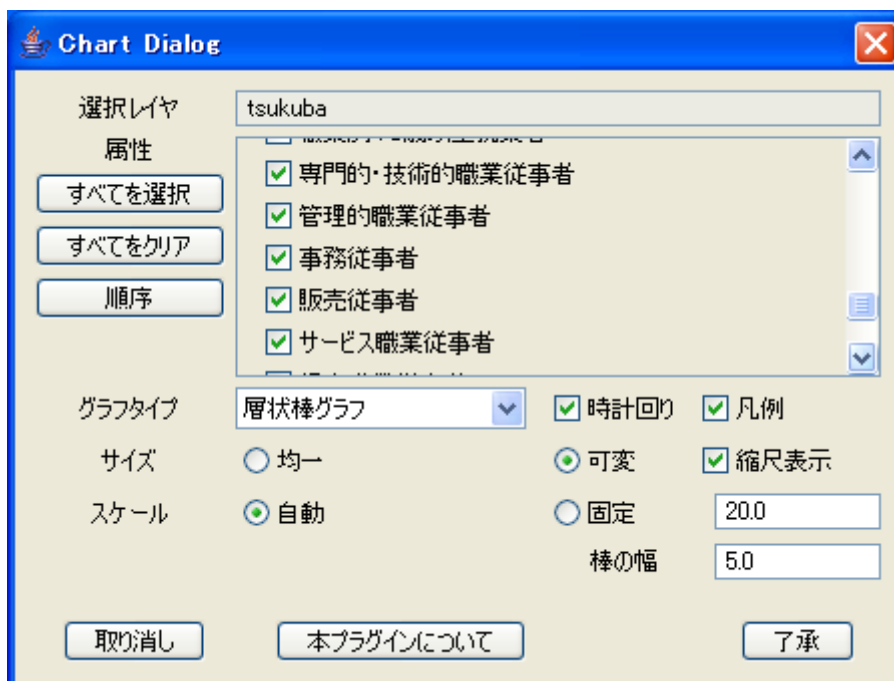 Chart Dialog
選択レイヤ tsukuba
属性
すべてを選択
すべてをクリア
順序
専門的・技術的職業従事者
管理的職業従事者
事務従事者
販売従事者
サービス職業従事者
グラフタイプ 層状棒グラフ 時計回り 凡例
サイズ 均一 可変 縮尺表示
スケール 自動 固定 20.0
棒の幅 5.0
取り消し 本プラグインについて 了承